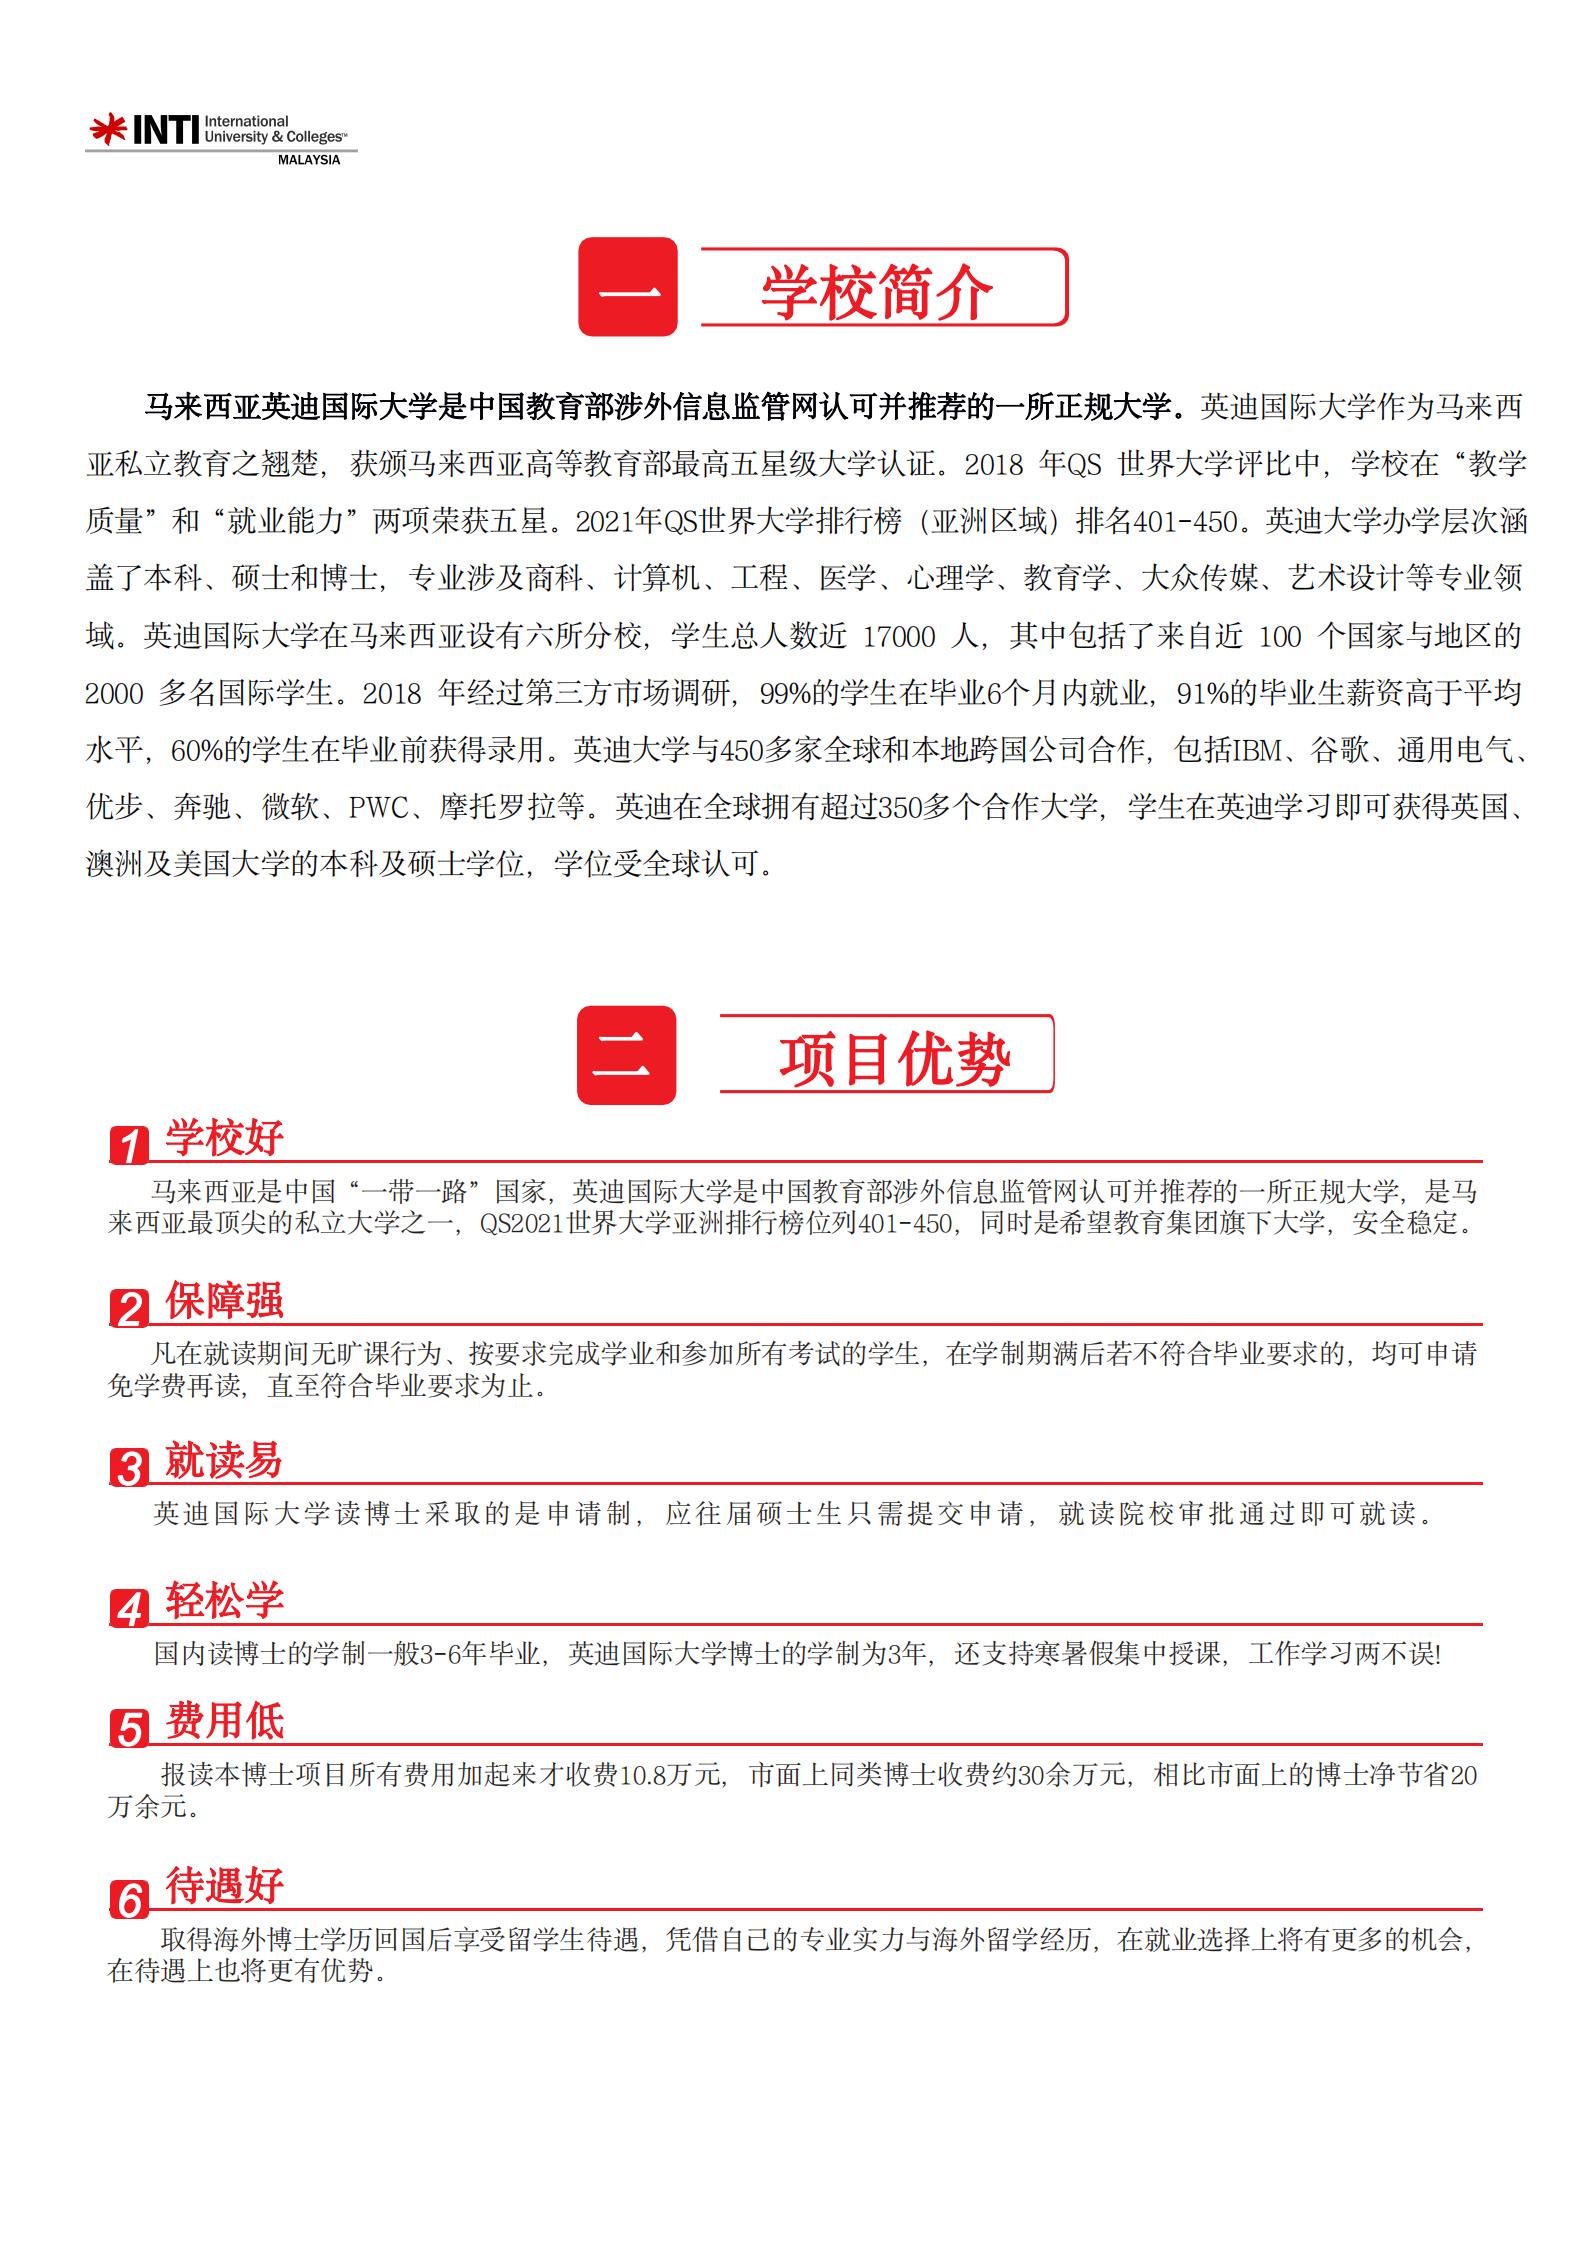 INTI International
University & Colleges™
MALAYSIA
一 学校简介
马来西亚英迪国际大学是中国教育部涉外信息监管网认可并推荐的一所正规大学。英迪国际大学作为马来西
亚私立教育之翘楚，获颁马来西亚高等教育部最高五星级大学认证。2018 年QS 世界大学评比中，学校在“教学
质量”和“就业能力”两项荣获五星。2021年QS世界大学排行榜（亚洲区域）排名401-450。英迪大学办学层次涵
盖了本科、硕士和博士，专业涉及商科、计算机、工程、医学、心理学、教育学、大众传媒、艺术设计等专业领
域。英迪国际大学在马来西亚设有六所分校，学生总人数近 17000 人，其中包括了来自近 100 个国家与地区的
2000 多名国际学生。2018 年经过第三方市场调研，99%的学生在毕业6个月内就业，91%的毕业生薪资高于平均
水平，60%的学生在毕业前获得录用。英迪大学与450多家全球和本地跨国公司合作，包括IBM、谷歌、通用电气、
优步、奔驰、微软、PWC、摩托罗拉等。英迪在全球拥有超过350多个合作大学，学生在英迪学习即可获得英国、
澳洲及美国大学的本科及硕士学位，学位受全球认可。
二 项目优势
1 学校好
马来西亚是中国“一带一路”国家，英迪国际大学是中国教育部涉外信息监管网认可并推荐的一所正规大学，是马
来西亚最顶尖的私立大学之一，QS2021世界大学亚洲排行榜位列401-450，同时是希望教育集团旗下大学，安全稳定。
2 保障强
凡在就读期间无旷课行为、按要求完成学业和参加所有考试的学生，在学制期满后若不符合毕业要求的，均可申请
免学费再读，直至符合毕业要求为止。
3 就读易
英迪国际大学读博士采取的是申请制，应往届硕士生只需提交申请，就读院校审批通过即可就读。
4 轻松学
国内读博士的学制一般3-6年毕业，英迪国际大学博士的学制为3年，还支持寒暑假集中授课，工作学习两不误!
5 费用低
报读本博士项目所有费用加起来才收费10.8万元，市面上同类博士收费约30余万元，相比市面上的博士净节省20
万余元。
6 待遇好
取得海外博士学历回国后享受留学生待遇，凭借自己的专业实力与海外留学经历，在就业选择上将有更多的机会，
在待遇上也将更有优势。